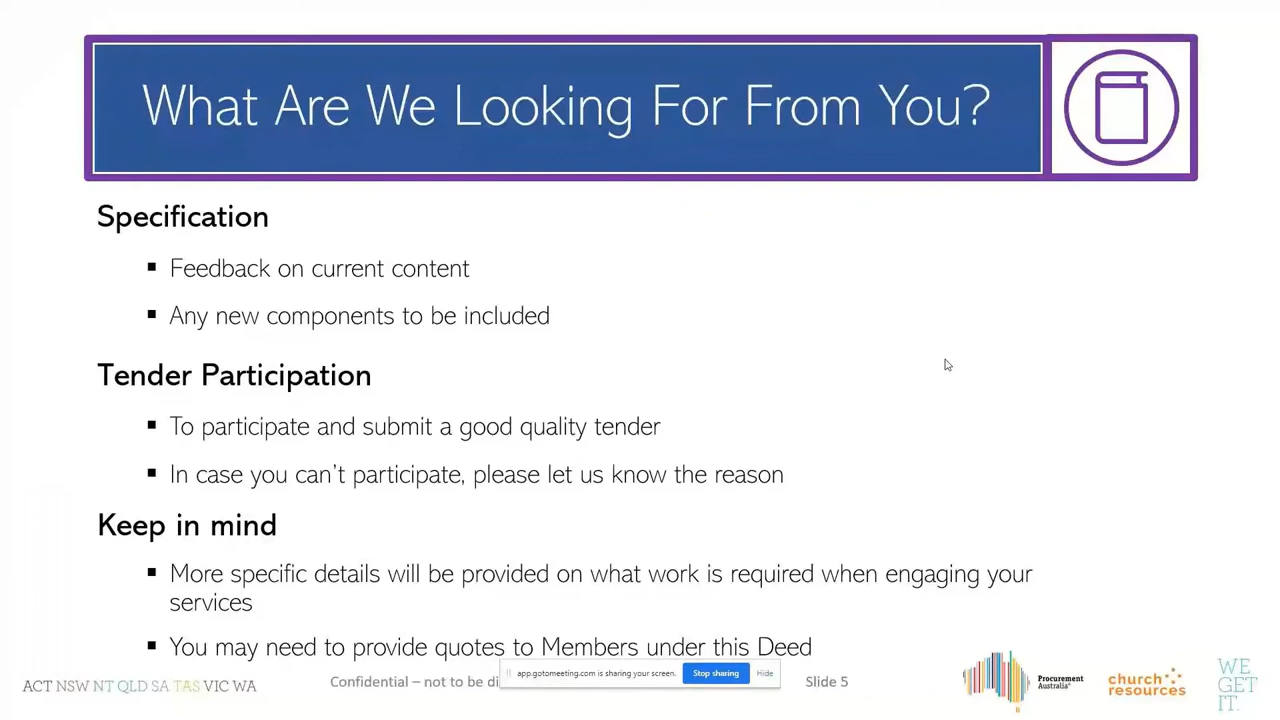 What Are We Looking For From You?
Specification
▪ Feedback on current content
▪ Any new components to be included
Tender Participation
▪ To participate and submit a good quality tender
▪ In case you can't participate, please let us know the reason
Keep in mind
▪ More specific details will be provided on what work is required when engaging your
services
▪ You may need to provide quotes to Members under this Deed
ACT NSW NT QLD SA TAS VIC WA
Confidential – not to be di
app.gotomeeting.com is sharing your screen.
Stop sharing
Hide
Slide 5
Procurement
Australia
church
resources
WE
GET
IT.